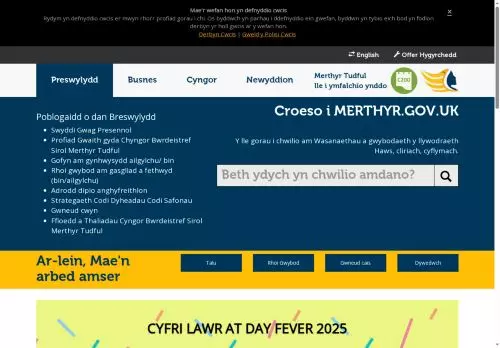 Mae'r wefan hon yn defnyddio cwcis
Rydym yn defnyddio cwcis er mwyn rhoi'r profiad gorau i chi. Os byddwch yn parhau i ddefnyddio ein gwefan, byddwn yn tybio eich bod yn fodlon
derbyn yr holl gwcis ar y wefan hon.
Derbyn Cwcis | Gweld y Polisi Cwcis
x
English
Offer Hygyrchedd
Preswylydd
Busnes
Cyngor
Newyddion
Merthyr Tudful
lle i ymfalchïo ynddo
Croeso i MERTHYR.GOV.UK
Poblogaidd o dan Breswylydd
Swyddi Gwag Presennol
Profiad Gwaith gyda Chyngor Bwrdeistref
Sirol Merthyr Tudful
Gofyn am gynhwysydd ailgylchu/ bin
Rhoi gwybod am gasgliad a fethwyd
(bin/ailgylchu)
Adrodd dipio anghyfreithlon
Strategaeth Codi Dyheadau Codi Safonau
Gwneud cwyn
Ffïoedd a Thaliadau Cyngor Bwrdeistref Sirol
Merthyr Tudful
Y lle gorau i chwilio am Wasanaethau a gwybodaeth y llywodraeth
Haws, cliriach, cyflymach.
Beth ydych yn chwilio amdano?
Ar-lein, Mae'n
arbed amser
Talu
Rhoi Gwybod
Gwneud cais
Dywedwch
CYFRI LAWR AT DAY FEVER 2025